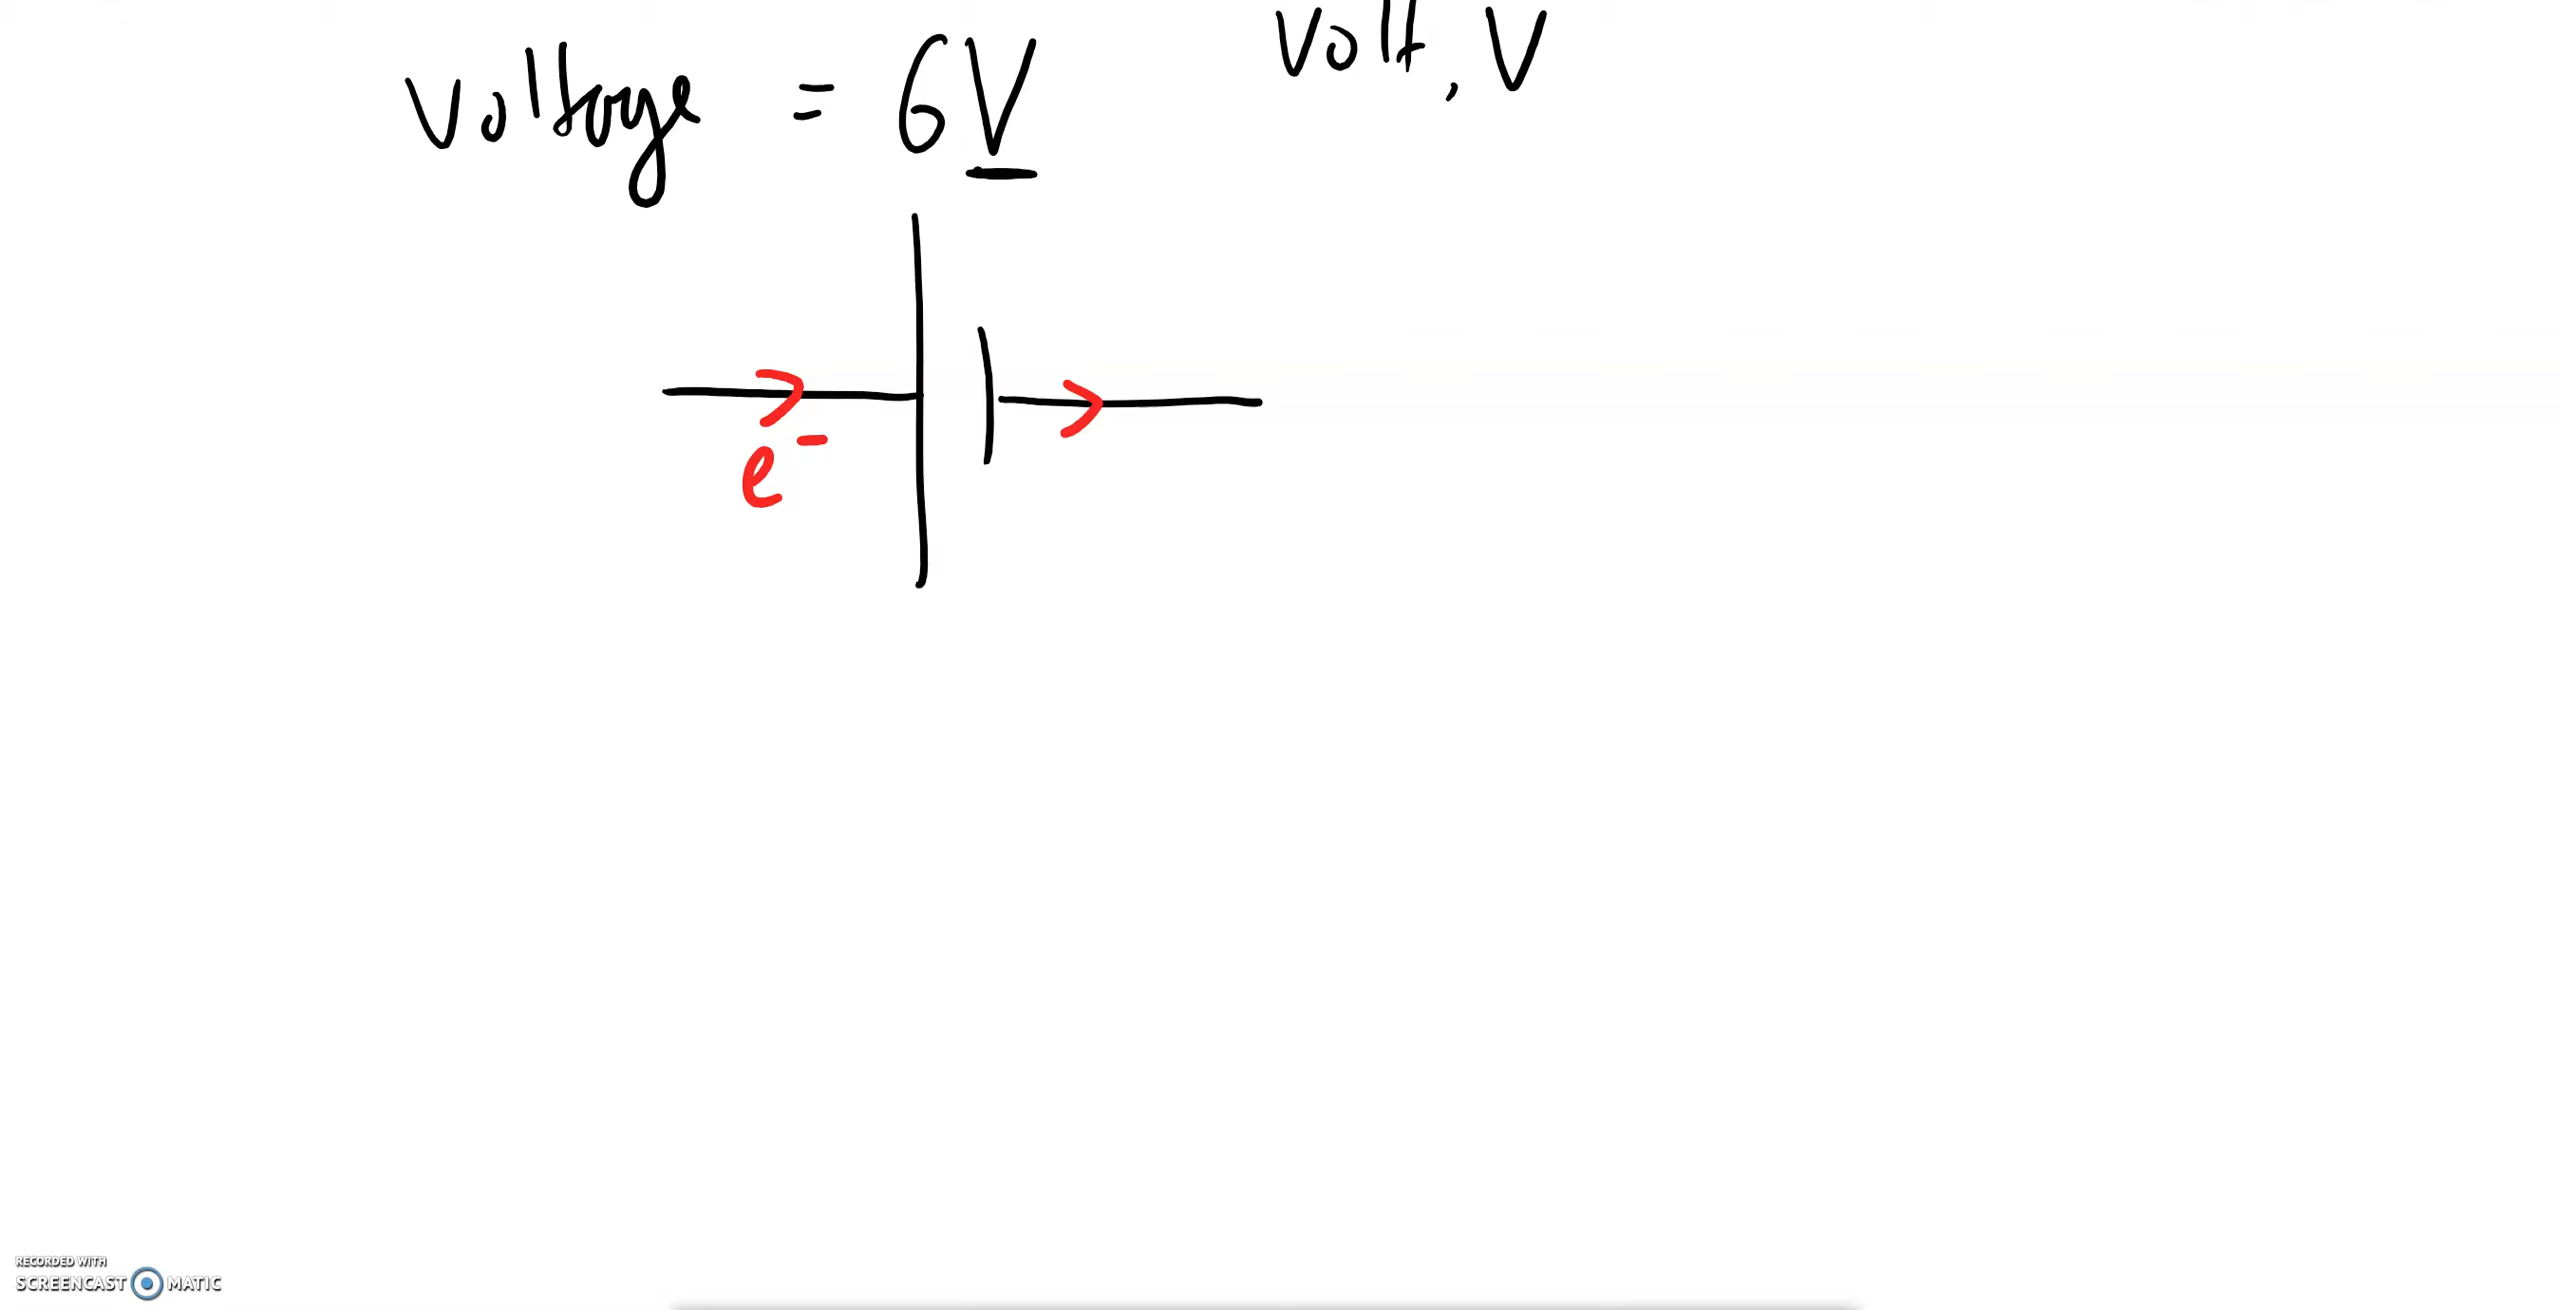 Volt, V
Voltage = 6V
e⁻
RECORDED WITH
SCREENCAST MATIC